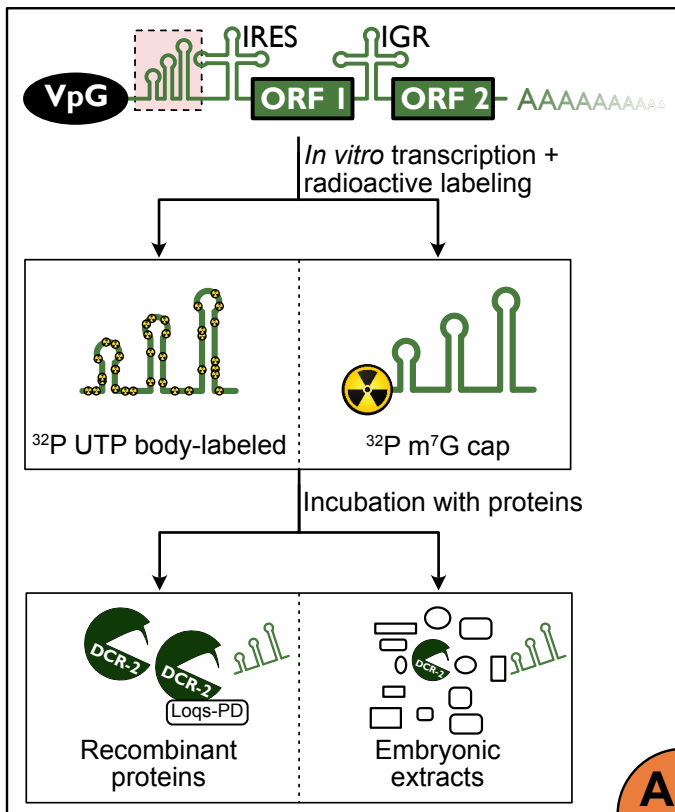 IRES
IGR
VpG
ORF 1
ORF 2
AAAAAAAAAA
In vitro transcription +
radioactive labeling
³²P UTP body-labeled
³²P m⁷G cap
Incubation with proteins
DCR-2
DCR-2
Loqs-PD
DCR-2
Recombinant
proteins
Embryonic
extracts
A